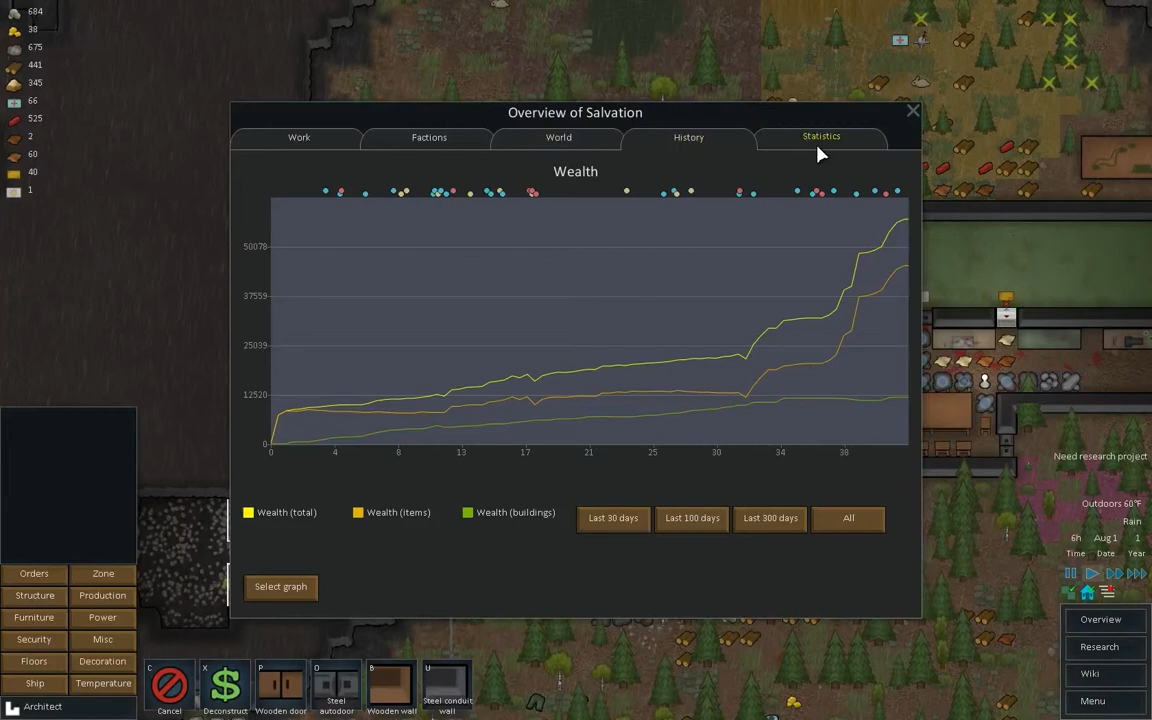 684
38
675
441
345
66
525
2
60
40
1
Overview of Salvation
Work
Factions
World
History
Statistics
Wealth
50078
37559
25039
12520
0
0
4
8
13
17
21
25
30
34
38
Wealth (total)
Wealth (items)
Wealth (buildings)
Last 30 days
Last 100 days
Last 300 days
All
Select graph
Need research project
Outdoors 60°F
Rain
6h
Aug 1
1
Time
Date
Year
Overview
Research
Wiki
Menu
Orders
Zone
Structure
Production
Furniture
Power
Security
Misc
Floors
Decoration
Ship
Temperature
Architect
C
Cancel
X
Deconstruct
P
Wooden door
O
Steel
autodoor
B
Wooden wall
U
Steel conduit
wall